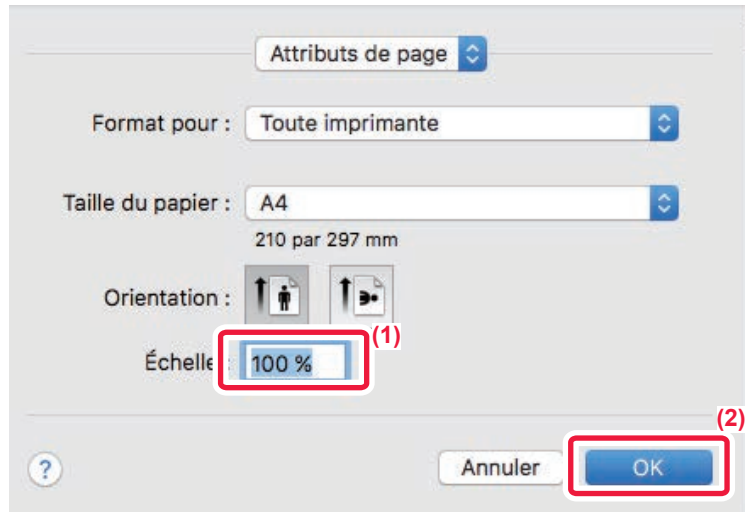 Attributs de page
Format pour : Toute imprimante
Taille du papier : A4
210 par 297 mm
Orientation :
(1)
Échelle : 100 %
(2)
? Annuler OK